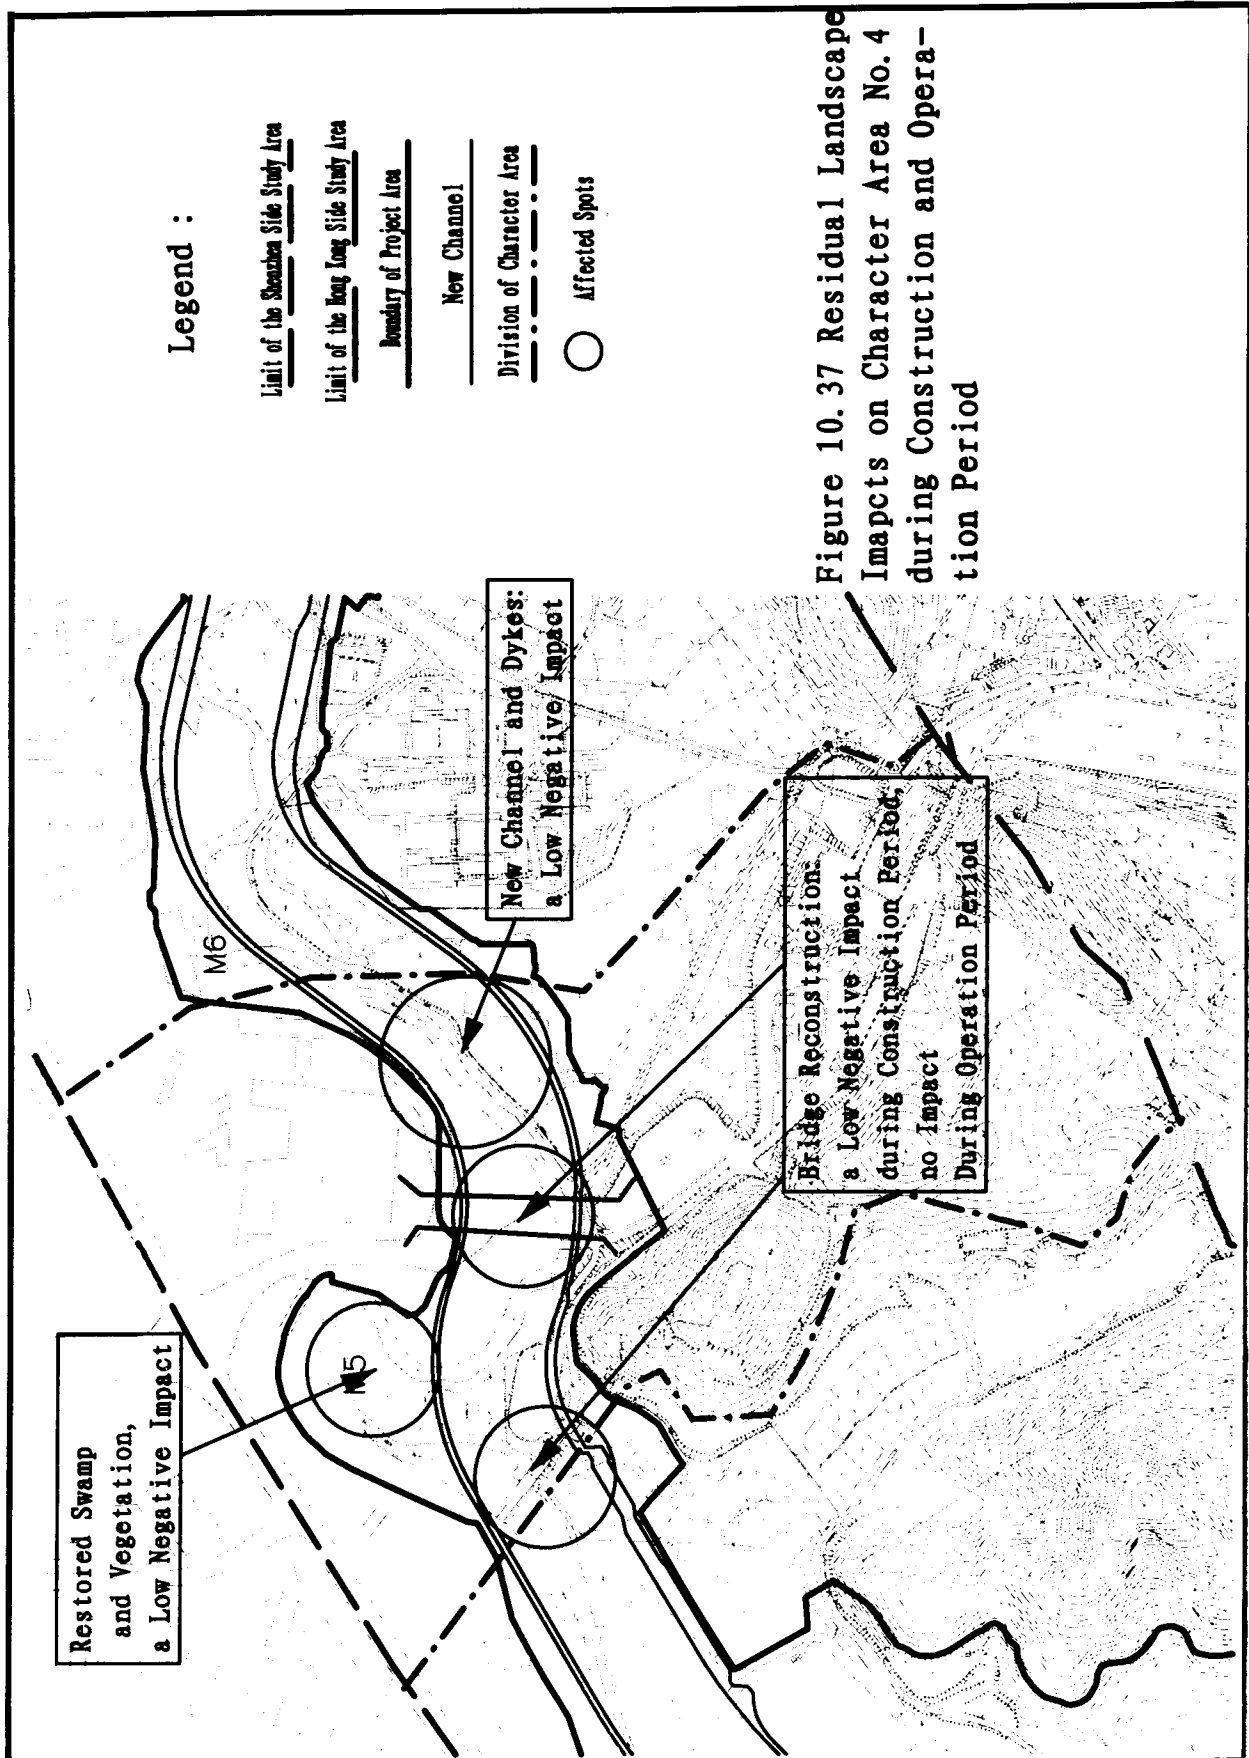 Restored Swamp
and Vegetation,
a Low Negative Impact
M5
M6
New Channel and Dykes:
a Low Negative Impact
Bridge Reconstruction:
a Low Negative Impact
during Construction Period,
no Impact
During Operation Period
Legend :
Limit of the Shenzhen Side Study Area
Limit of the Hong Kong Side Study Area
Boundary of Project Area
New Channel
Division of Character Area
Affected Spots
Figure 10.37 Residual Landscape
Imapcts on Character Area No.4
during Construction and Opera-
tion Period